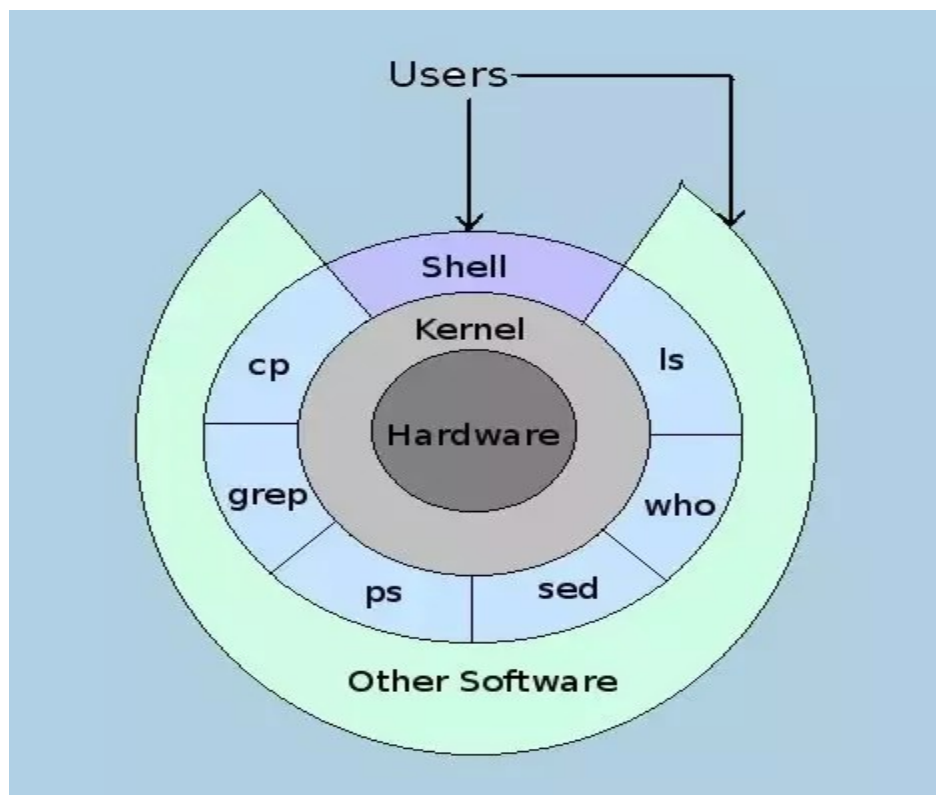 Users
Shell
Kernel
cp
ls
Hardware
grep
who
ps
sed
Other Software